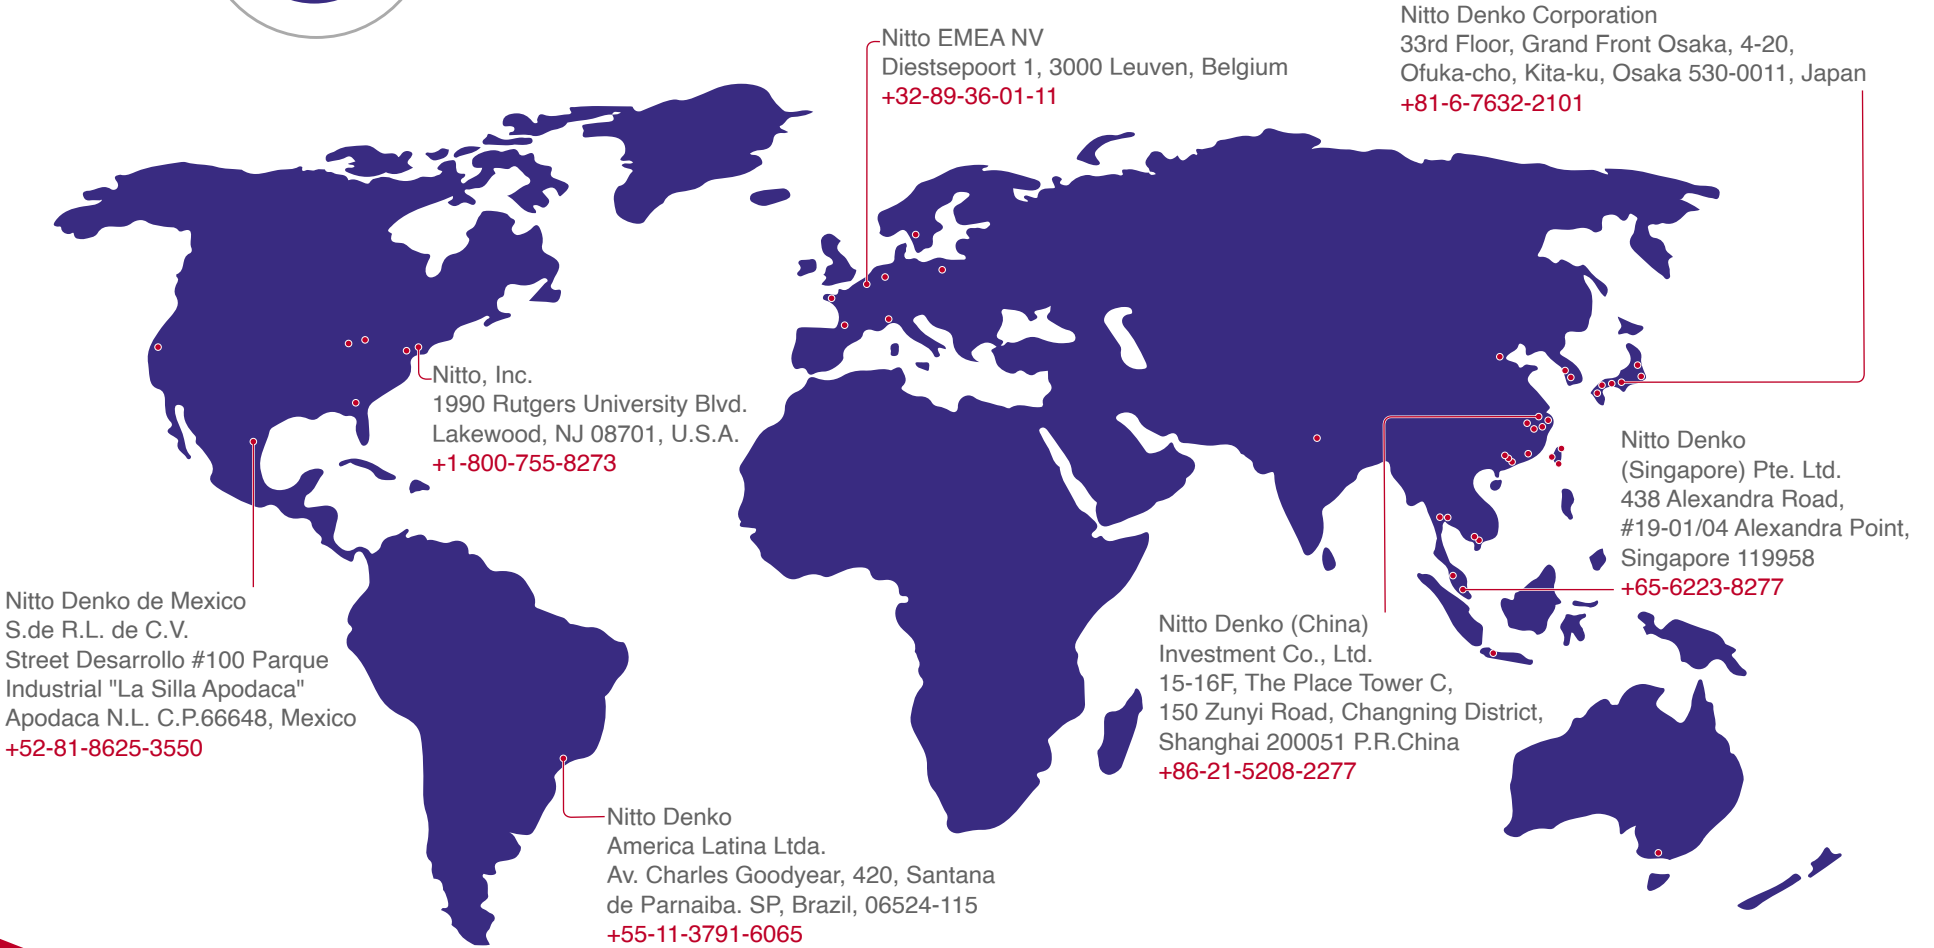 Nitto EMEA NV
Diestsepoort 1, 3000 Leuven, Belgium
+32-89-36-01-11
Nitto Denko Corporation
33rd Floor, Grand Front Osaka, 4-20,
Ofuka-cho, Kita-ku, Osaka 530-0011, Japan
+81-6-7632-2101
Nitto, Inc.
1990 Rutgers University Blvd.
Lakewood, NJ 08701, U.S.A.
+1-800-755-8273
Nitto Denko
(Singapore) Pte. Ltd.
438 Alexandra Road,
#19-01/04 Alexandra Point,
Singapore 119958
+65-6223-8277
Nitto Denko de Mexico
S.de R.L. de C.V.
Street Desarrollo #100 Parque
Industrial "La Silla Apodaca"
Apodaca N.L. C.P.66648, Mexico
+52-81-8625-3550
Nitto Denko (China)
Investment Co., Ltd.
15-16F, The Place Tower C,
150 Zunyi Road, Changning District,
Shanghai 200051 P.R.China
+86-21-5208-2277
Nitto Denko
America Latina Ltda.
Av. Charles Goodyear, 420, Santana
de Parnaiba. SP, Brazil, 06524-115
+55-11-3791-6065